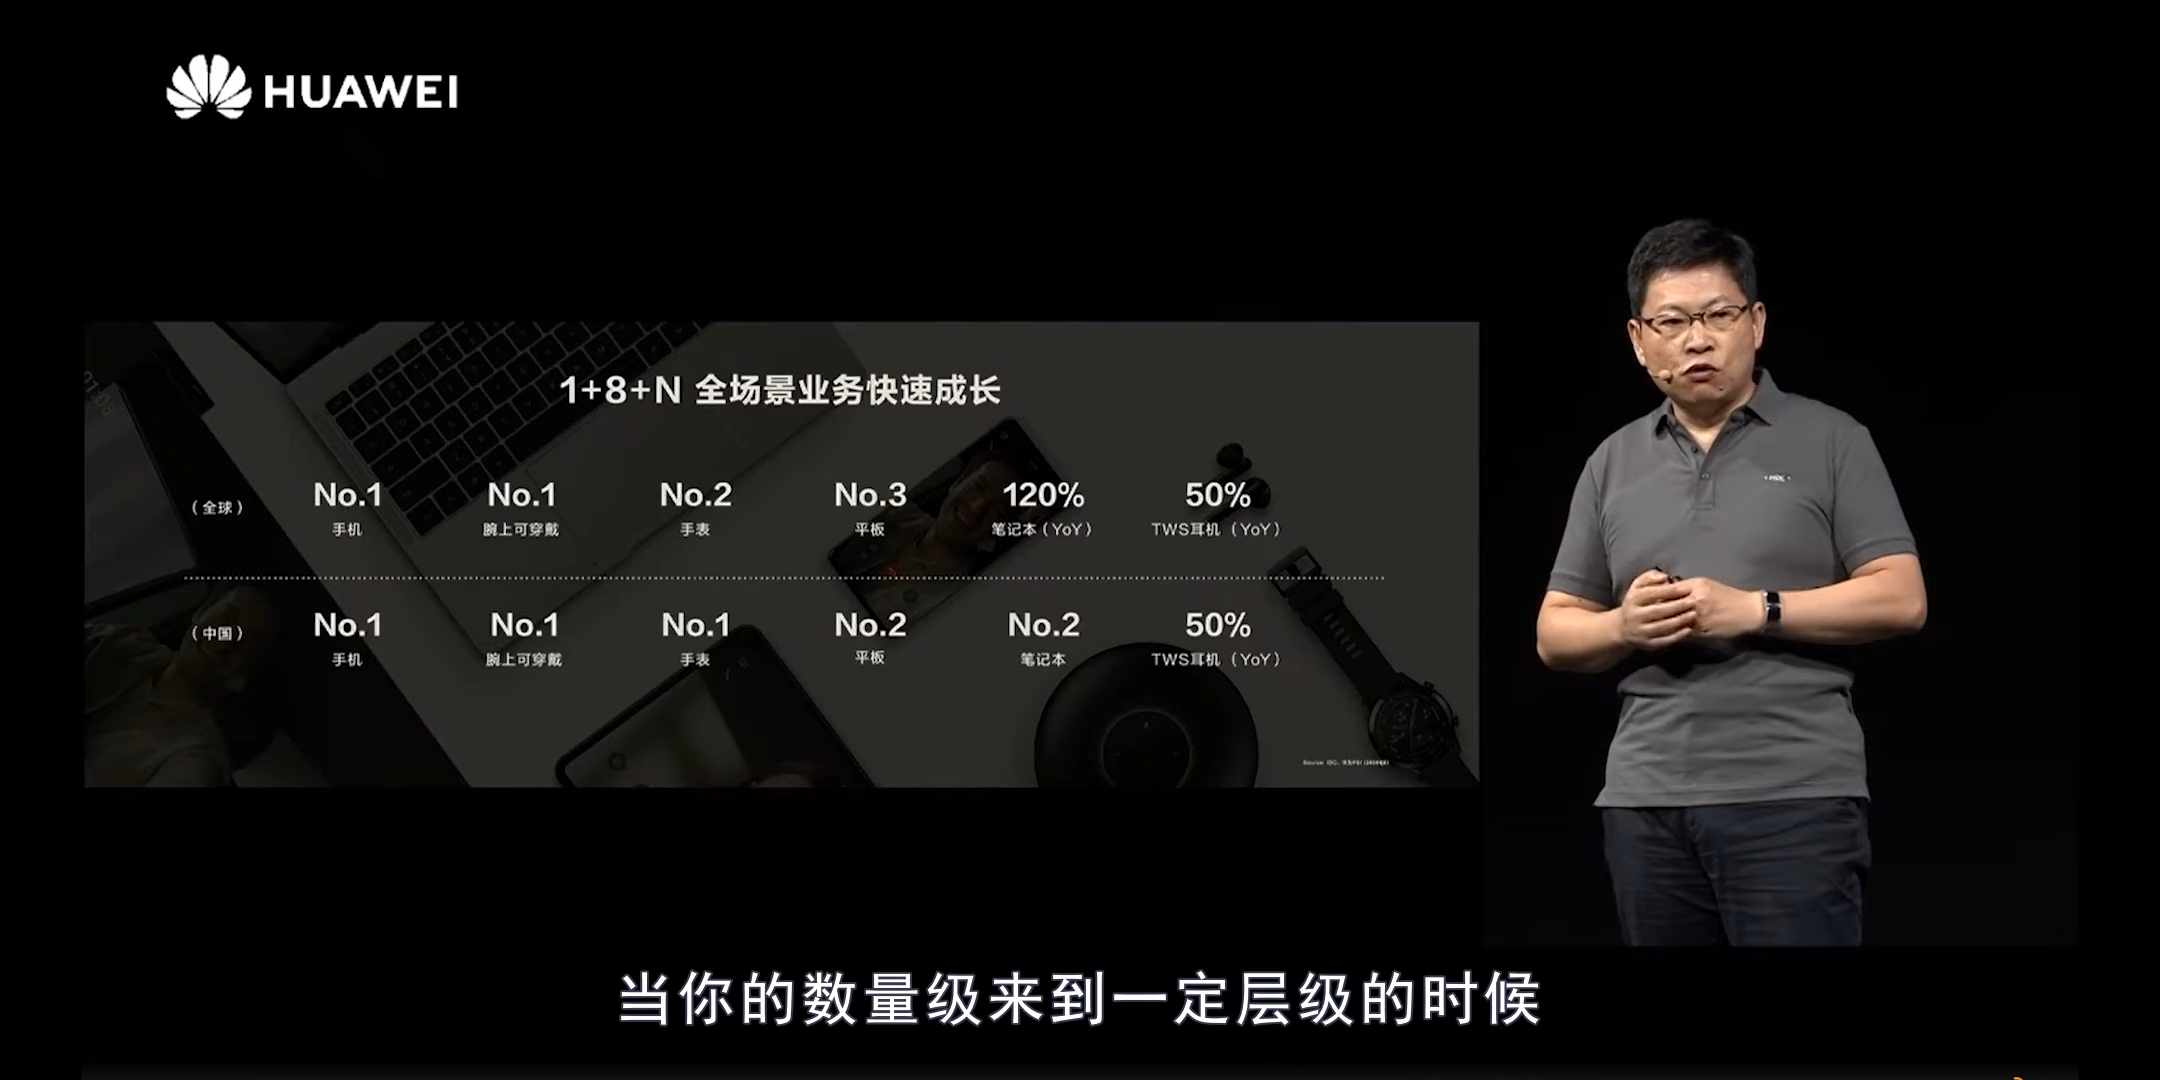 HUAWEI
1+8+N 全场景业务快速成长
（全球）
No.1 No.1 No.2 No.3 120% 50%
手机 腕上可穿戴 手表 平板 笔记本（YoY） TWS耳机（YoY）
（中国）
No.1 No.1 No.1 No.2 No.2 50%
手机 腕上可穿戴 手表 平板 笔记本 TWS耳机（YoY）
当你的数量级来到一定层级的时候